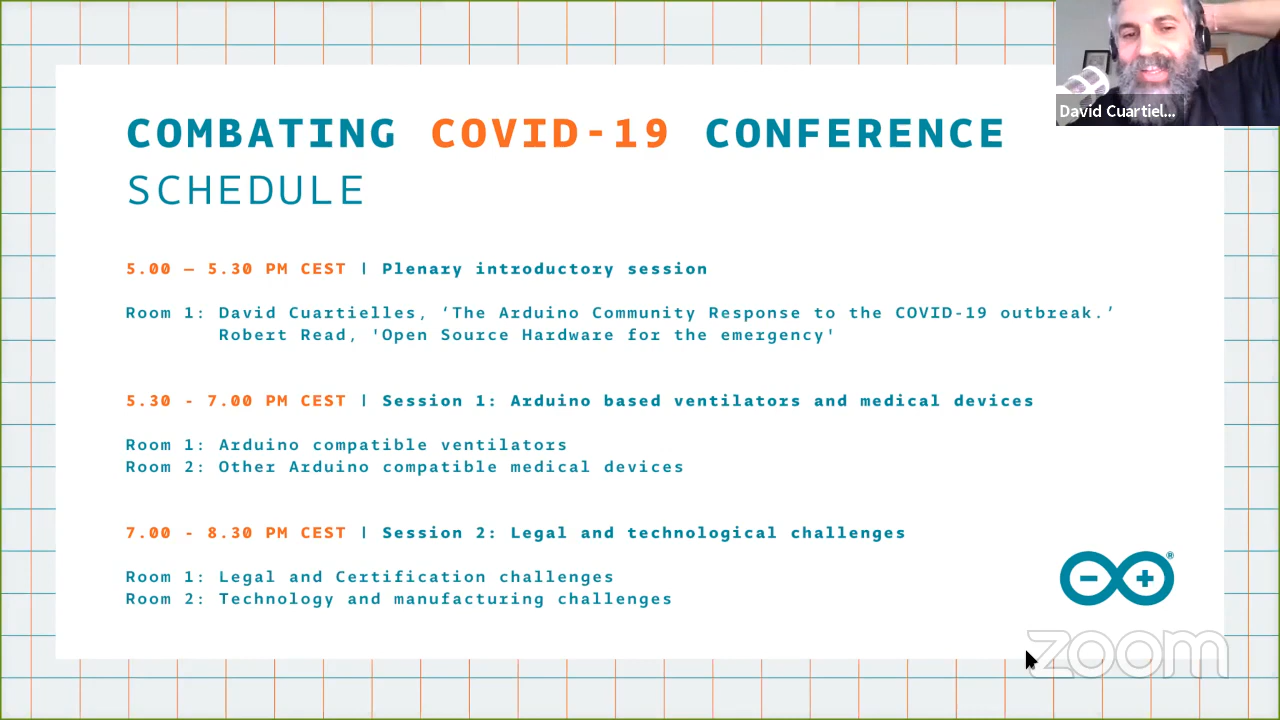 COMBATING COVID-19 CONFERENCE
SCHEDULE
David Cuartiel...
5.00 – 5.30 PM CEST | Plenary introductory session
Room 1: David Cuartielles, ‘The Arduino Community Response to the COVID-19 outbreak.’
Robert Read, 'Open Source Hardware for the emergency'
5.30 - 7.00 PM CEST | Session 1: Arduino based ventilators and medical devices
Room 1: Arduino compatible ventilators
Room 2: Other Arduino compatible medical devices
7.00 - 8.30 PM CEST | Session 2: Legal and technological challenges
Room 1: Legal and Certification challenges
Room 2: Technology and manufacturing challenges
®
zoom